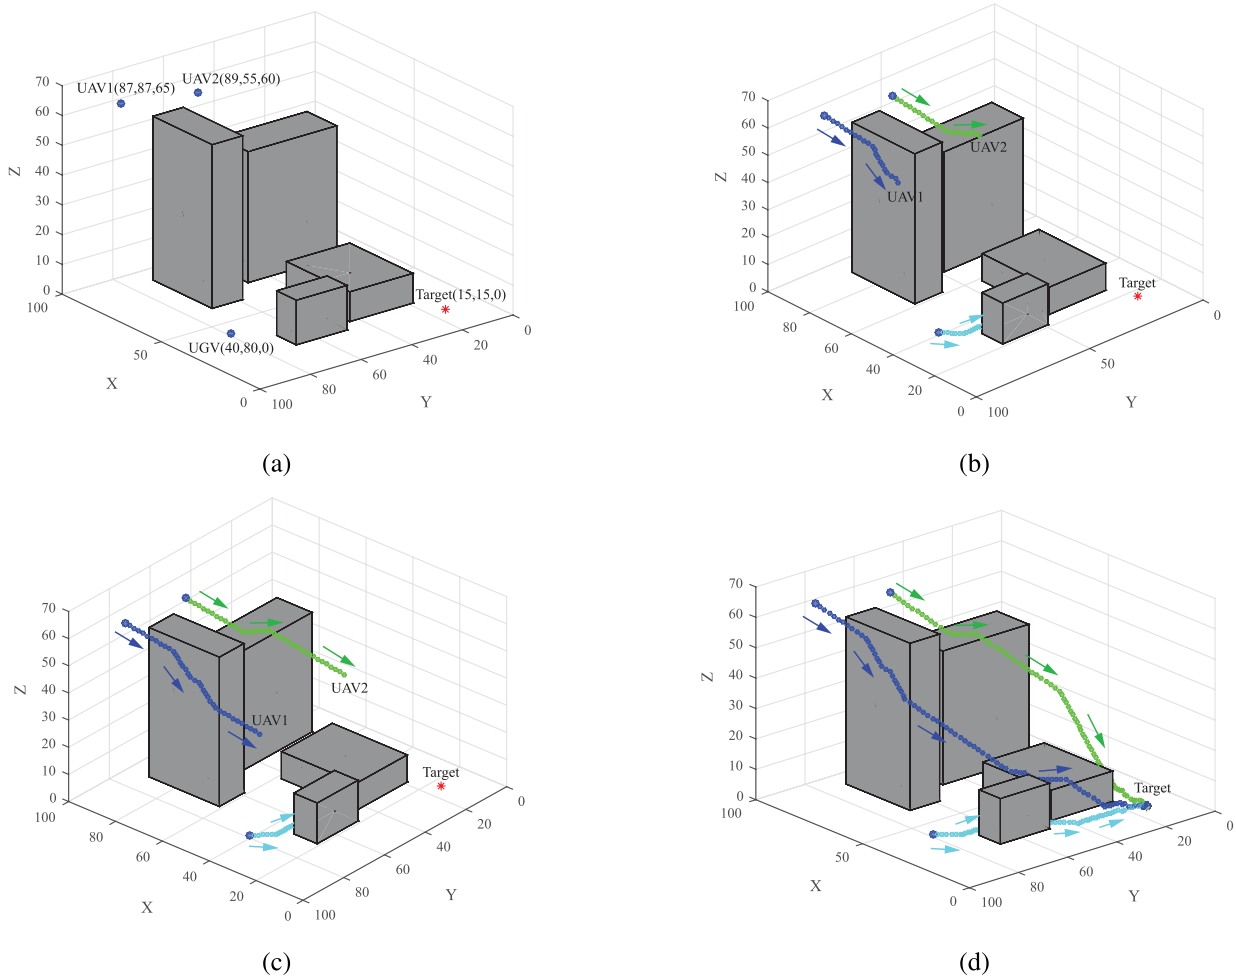 UAV1(87,87,65)
UAV2(89,55,60)
70
60
50
40
30
20
10
0
Z
100
50
0
X
100
80
60
40
20
0
Y
UGV(40,80,0)
Target(15,15,0)
(a)
70
60
50
40
30
20
10
0
Z
100
80
60
40
20
0
X
100
50
0
Y
UAV1
UAV2
Target
(b)
70
60
50
40
30
20
10
0
Z
100
80
60
40
20
0
X
100
80
60
40
20
0
Y
UAV1
UAV2
Target
(c)
70
60
50
40
30
20
10
0
Z
100
50
0
X
100
80
60
40
20
0
Y
Target
(d)